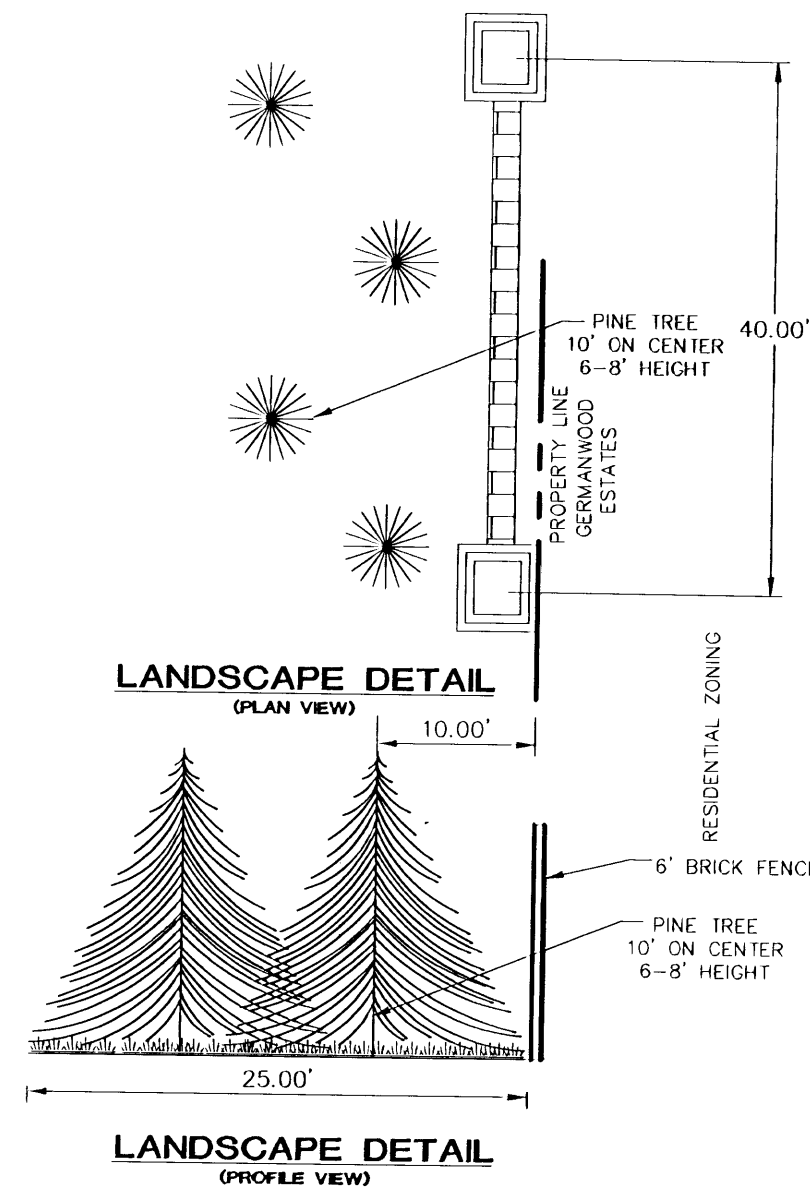 PINE TREE
10' ON CENTER
6-8' HEIGHT
40.00'
PROPERTY LINE
GERMANWOOD
ESTATES
LANDSCAPE DETAIL
(PLAN VIEW)
10.00'
RESIDENTIAL ZONING
6' BRICK FENC
PINE TREE
10' ON CENTER
6-8' HEIGHT
25.00'
LANDSCAPE DETAIL
(PROFILE VIEW)